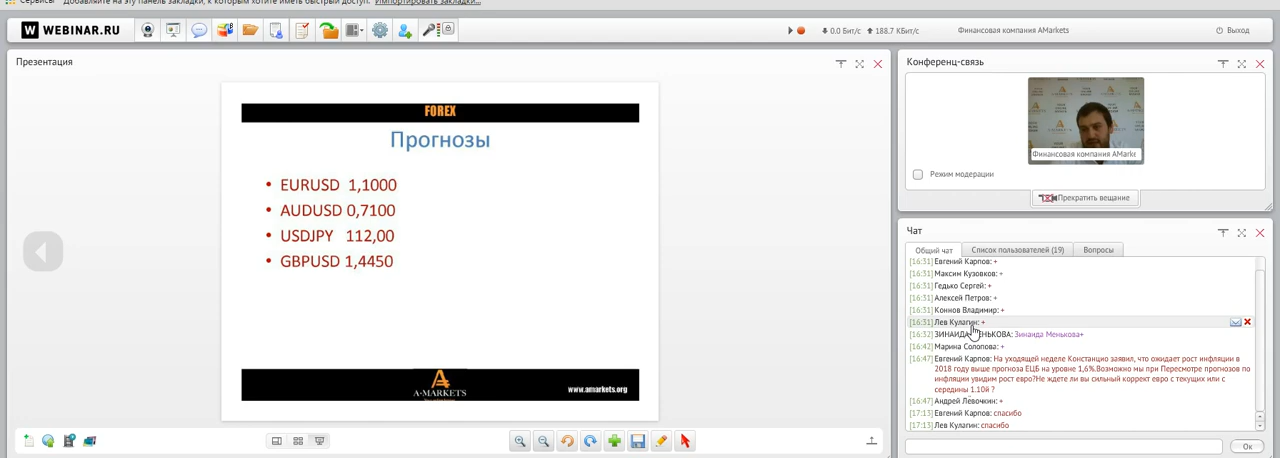 Сервисы Добавляйте на эту панель закладки, к которым хотите иметь быстрый доступ. Импортировать закладки...
W WEBINAR.RU
0.0 Бит/с 188.7 КБит/с
Финансовая компания AMarkets
Выход
Презентация
FOREX
Прогнозы
• EURUSD 1,1000
• AUDUSD 0,7100
• USDJPY 112,00
• GBPUSD 1,4450
A-MARKETS
www.amarkets.org
Конференц-связь
Финансовая компания AMarke
Режим модерации
Прекратить вещание
Чат
Общий чат Список пользователей (19) Вопросы
[16:31] Евгений Карпов: +
[16:31] Максим Кузовков: +
[16:31] Гедько Сергей: +
[16:31] Алексей Петров: +
[16:31] Коннов Владимир: +
[16:31] Лев Кулагин: +
[16:32] ЗИНАИДА МЕНЬКОВА: Зинаида Менькова+
[16:42] Марина Солопова: +
[16:47] Евгений Карпов: На уходящей неделе Констанцио заявил, что ожидает рост инфляции в
2018 году выше прогноза ЕЦБ на уровне 1,6%.Возможно мы при Пересмотре прогнозов по
инфляции увидим рост евро?Не ждете ли вы сильный коррект евро с текущих или с
середины 1.10й ?
[16:47] Андрей Лёвочкин: +
[17:13] Евгений Карпов: спасибо
[17:13] Лев Кулагин: спасибо
Ок